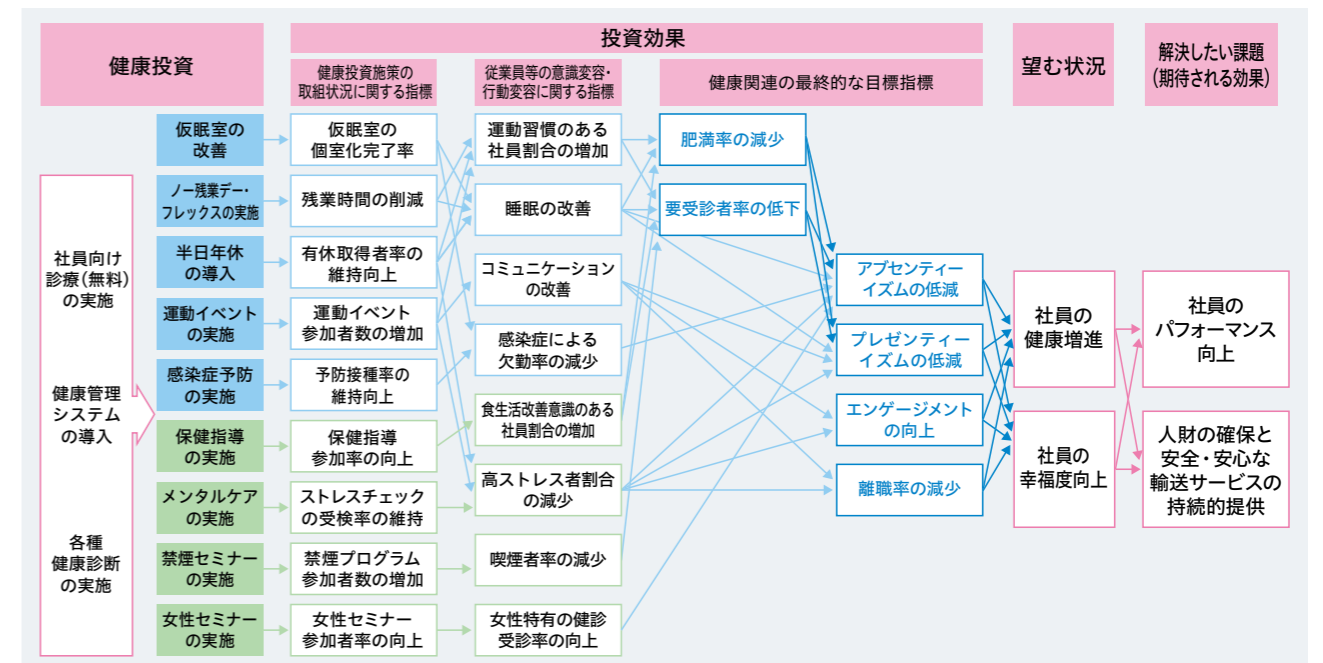 健康投資
投資効果
健康投資施策の
取組状況に関する指標
従業員等の意識変容・
行動変容に関する指標
健康関連の最終的な目標指標
望む状況
解決したい課題
(期待される効果)
社員向け
診療(無料)
の実施
健康管理
システム
の導入
各種
健康診断
の実施
仮眠室の
改善
ノー残業デー・
フレックスの実施
半日年休
の導入
運動イベント
の実施
感染症予防
の実施
保健指導
の実施
メンタルケア
の実施
禁煙セミナー
の実施
女性セミナー
の実施
仮眠室の
個室化完了率
残業時間の削減
有休取得者率の
維持向上
運動イベント
参加者数の増加
予防接種率の
維持向上
保健指導
参加率の向上
ストレスチェック
の受検率の維持
禁煙プログラム
参加者数の増加
女性セミナー
参加者率の向上
運動習慣のある
社員割合の増加
睡眠の改善
コミュニケーション
の改善
感染症による
欠勤率の減少
食生活改善意識のある
社員割合の増加
高ストレス者割合
の減少
喫煙者率の減少
女性特有の健診
受診率の向上
肥満率の減少
要受診者率の低下
アブセンティー
イズムの低減
プレゼンティー
イズムの低減
エンゲージメント
の向上
離職率の減少
社員の
健康増進
社員の
幸福度向上
社員の
パフォーマンス
向上
人財の確保と
安全・安心な
輸送サービスの
持続的提供